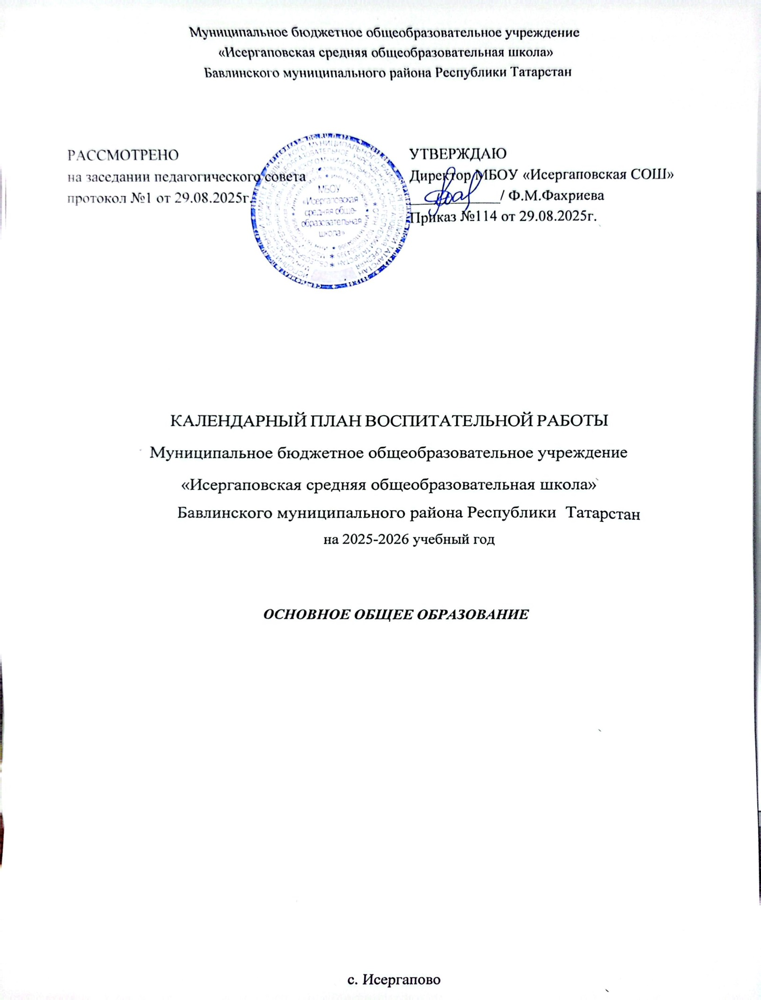 Муниципальное бюджетное общеобразовательное учреждение
«Исергаповская средняя общеобразовательная школа»
Бавлинского муниципального района Республики Татарстан
РАССМОТРЕНО
на заседании педагогического совета
протокол №1 от 29.08.2025г.
МБОУ
«Исергаповская
средняя обще-
образовательная
школа»
УТВЕРЖДАЮ
Директор МБОУ «Исергаповская СОШ»
/ Ф.М.Фахриева
Приказ №114 от 29.08.2025г.
КАЛЕНДАРНЫЙ ПЛАН ВОСПИТАТЕЛЬНОЙ РАБОТЫ
Муниципальное бюджетное общеобразовательное учреждение
«Исергаповская средняя общеобразовательная школа»
Бавлинского муниципального района Республики Татарстан
на 2025-2026 учебный год
ОСНОВНОЕ ОБЩЕЕ ОБРАЗОВАНИЕ
с. Исергапово